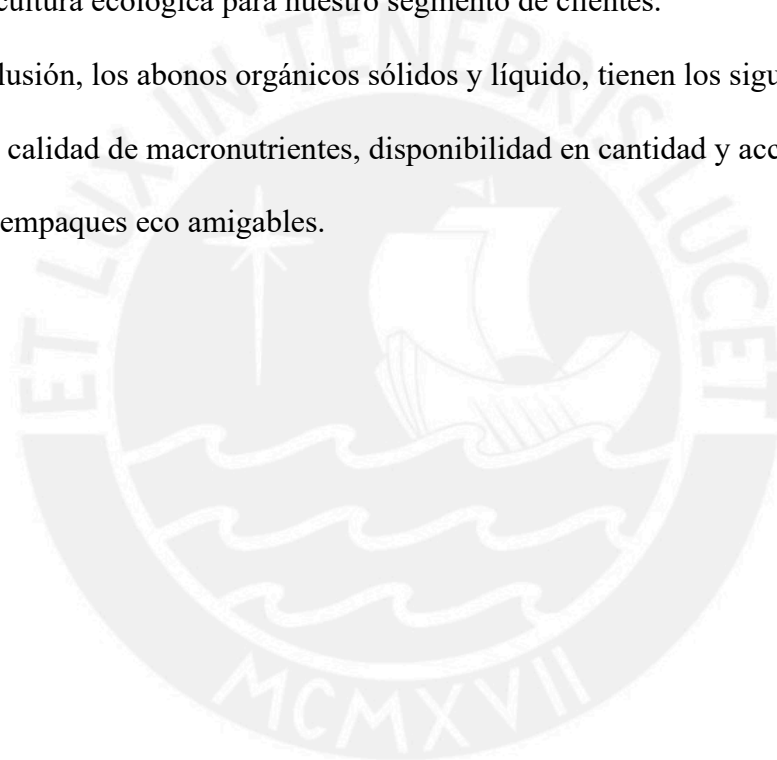 cultura ecológica para nuestro segmento de clientes.
lusión, los abonos orgánicos sólidos y líquido, tienen los sigu
calidad de macronutrientes, disponibilidad en cantidad y acc
empaques eco amigables.
ET LUX IN TENEBRIS LUCET
MCMXVII